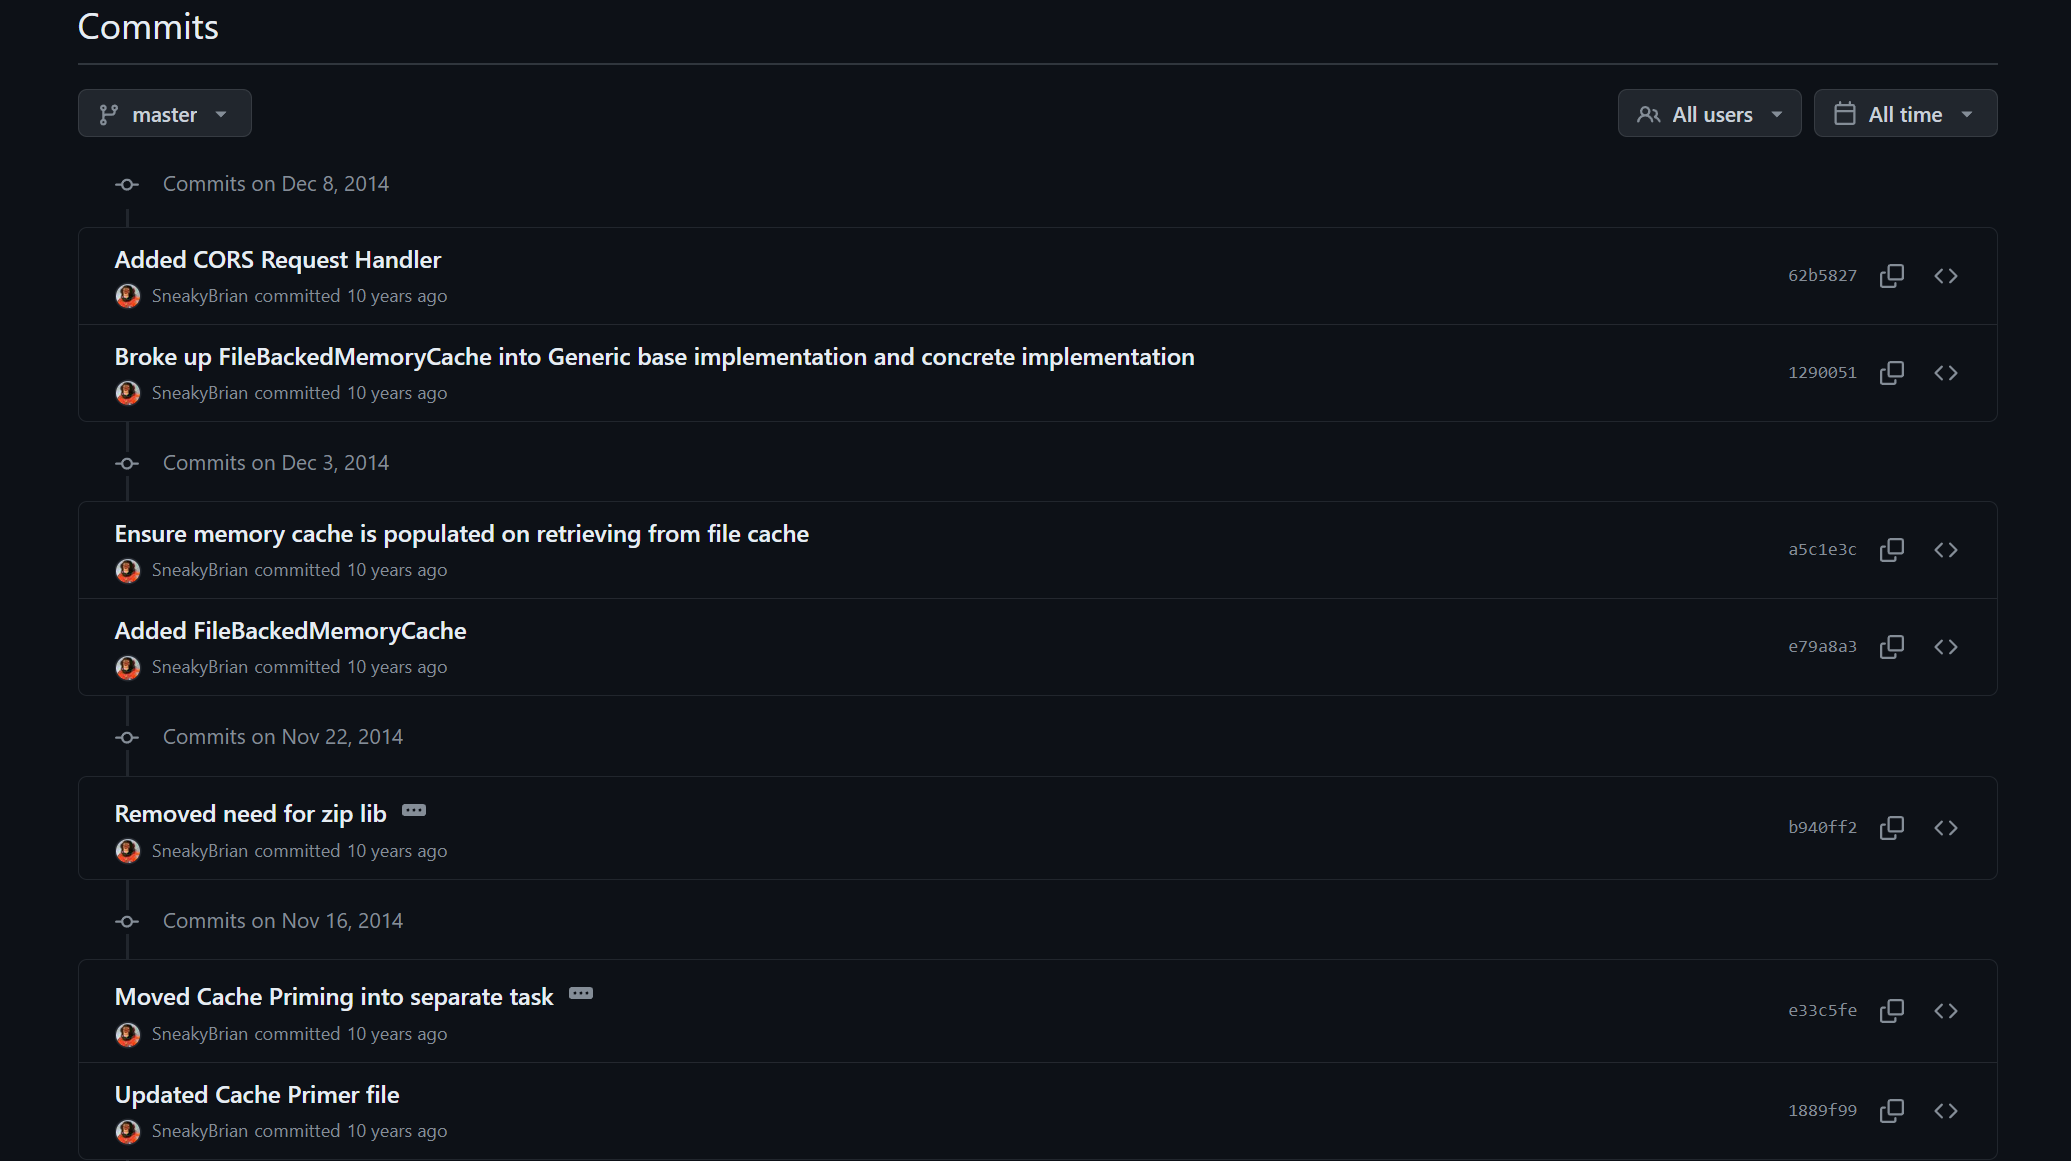 Commits
master
All users
All time
Commits on Dec 8, 2014
Added CORS Request Handler
SneakyBrian committed 10 years ago
62b5827
Broke up FileBackedMemoryCache into Generic base implementation and concrete implementation
SneakyBrian committed 10 years ago
1290051
Commits on Dec 3, 2014
Ensure memory cache is populated on retrieving from file cache
SneakyBrian committed 10 years ago
a5c1e3c
Added FileBackedMemoryCache
SneakyBrian committed 10 years ago
e79a8a3
Commits on Nov 22, 2014
Removed need for zip lib
SneakyBrian committed 10 years ago
b940ff2
Commits on Nov 16, 2014
Moved Cache Priming into separate task
SneakyBrian committed 10 years ago
e33c5fe
Updated Cache Primer file
SneakyBrian committed 10 years ago
1889f99